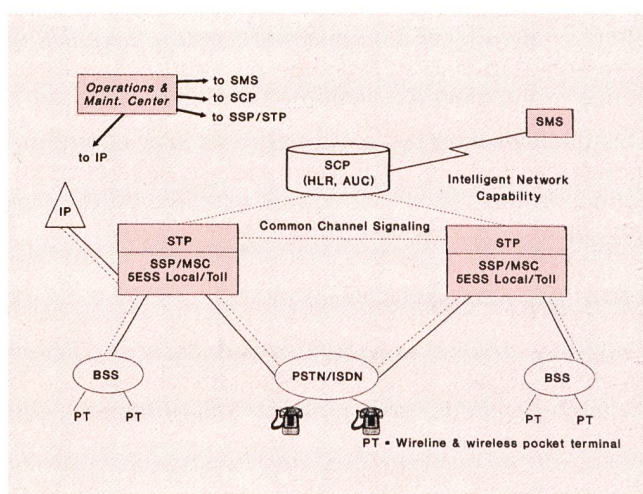 Operations &
Maint. Center
to SMS
to SCP
to SSP/STP
to IP
SMS
SCP
(HLR, AUC)
Intelligent Network
Capability
IP
Common Channel Signaling
STP
SSP/MSC
5ESS Local/Toll
STP
SSP/MSC
5ESS Local/Toll
BSS
PSTN/ISDN
BSS
PT
PT
PT
PT
PT = Wireline & wireless pocket terminal